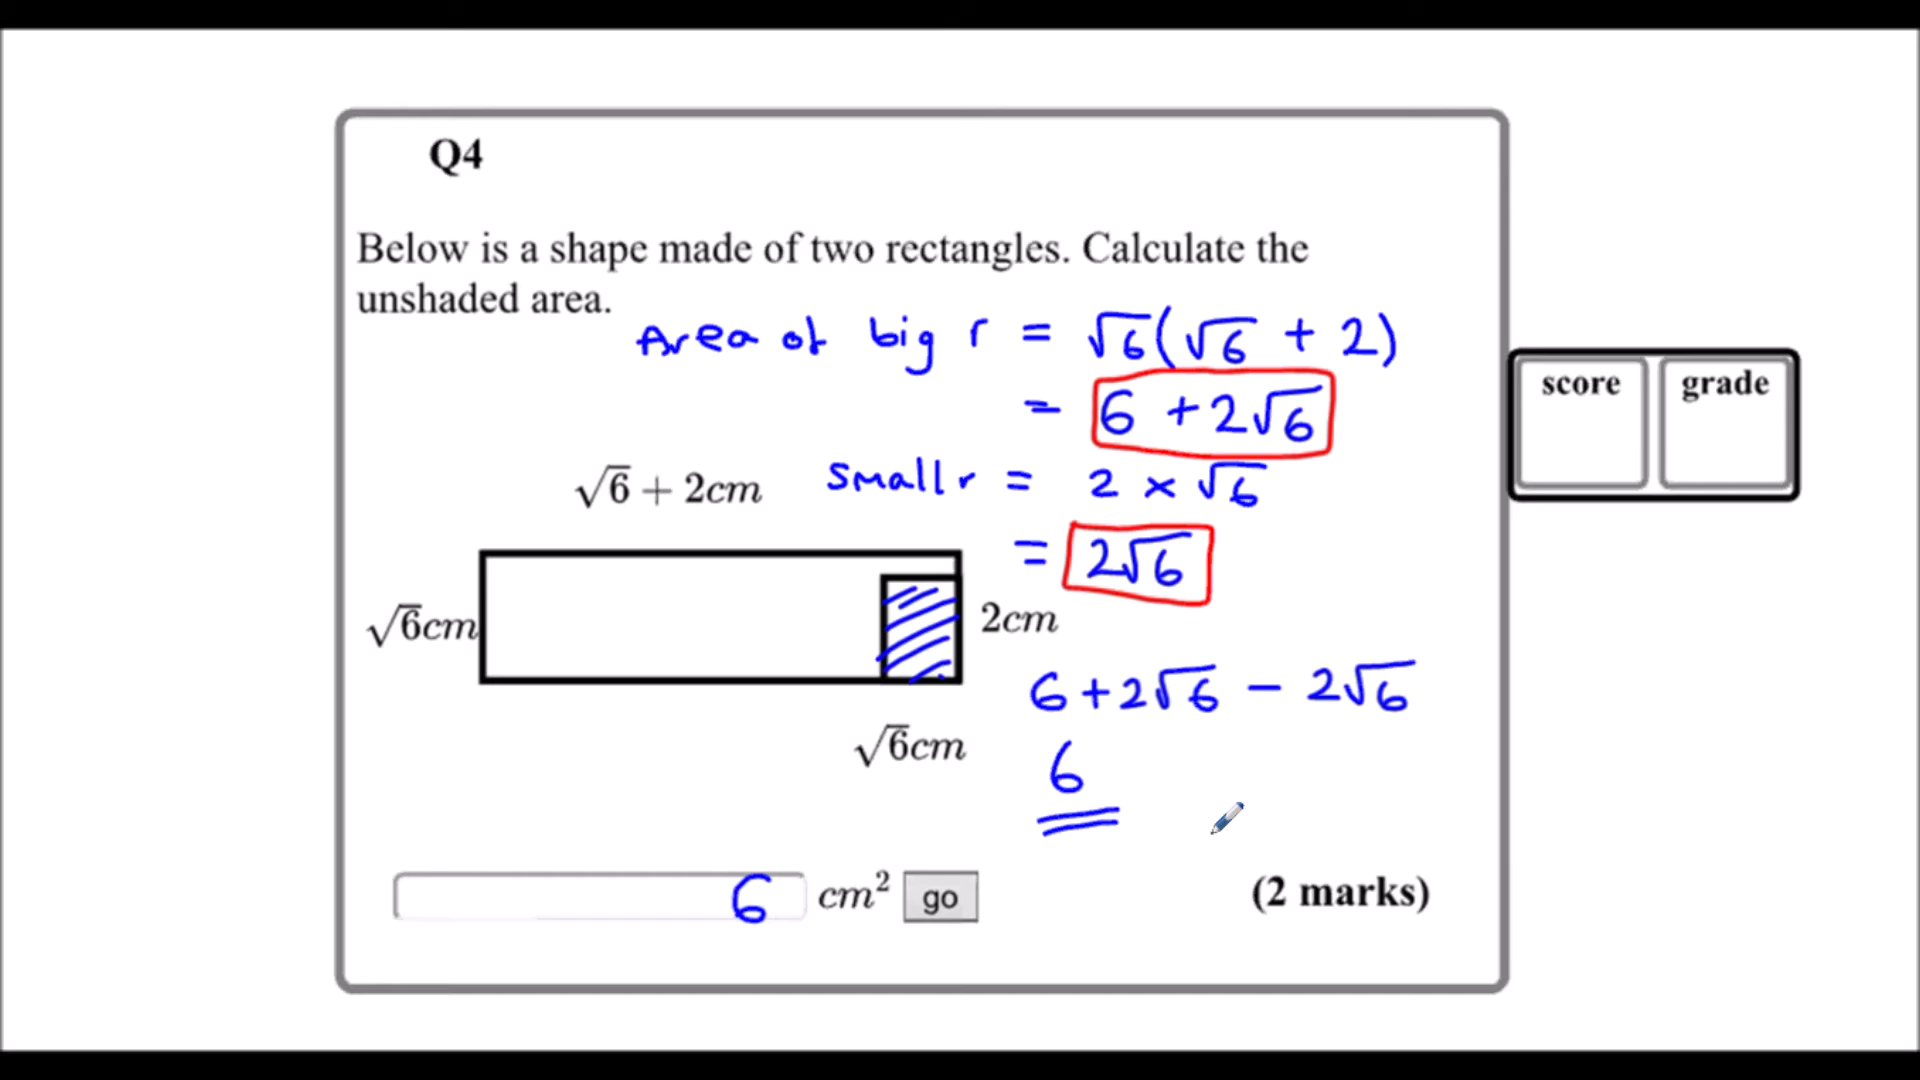 Q4
Below is a shape made of two rectangles. Calculate the
unshaded area.
Area of big r = √6(√6 + 2)
= 6 + 2√6
score
grade
√6 + 2cm
small r = 2 × √6
= 2√6
√6cm
2cm
6 + 2√6 − 2√6
√6cm
6
6 cm²
go
(2 marks)